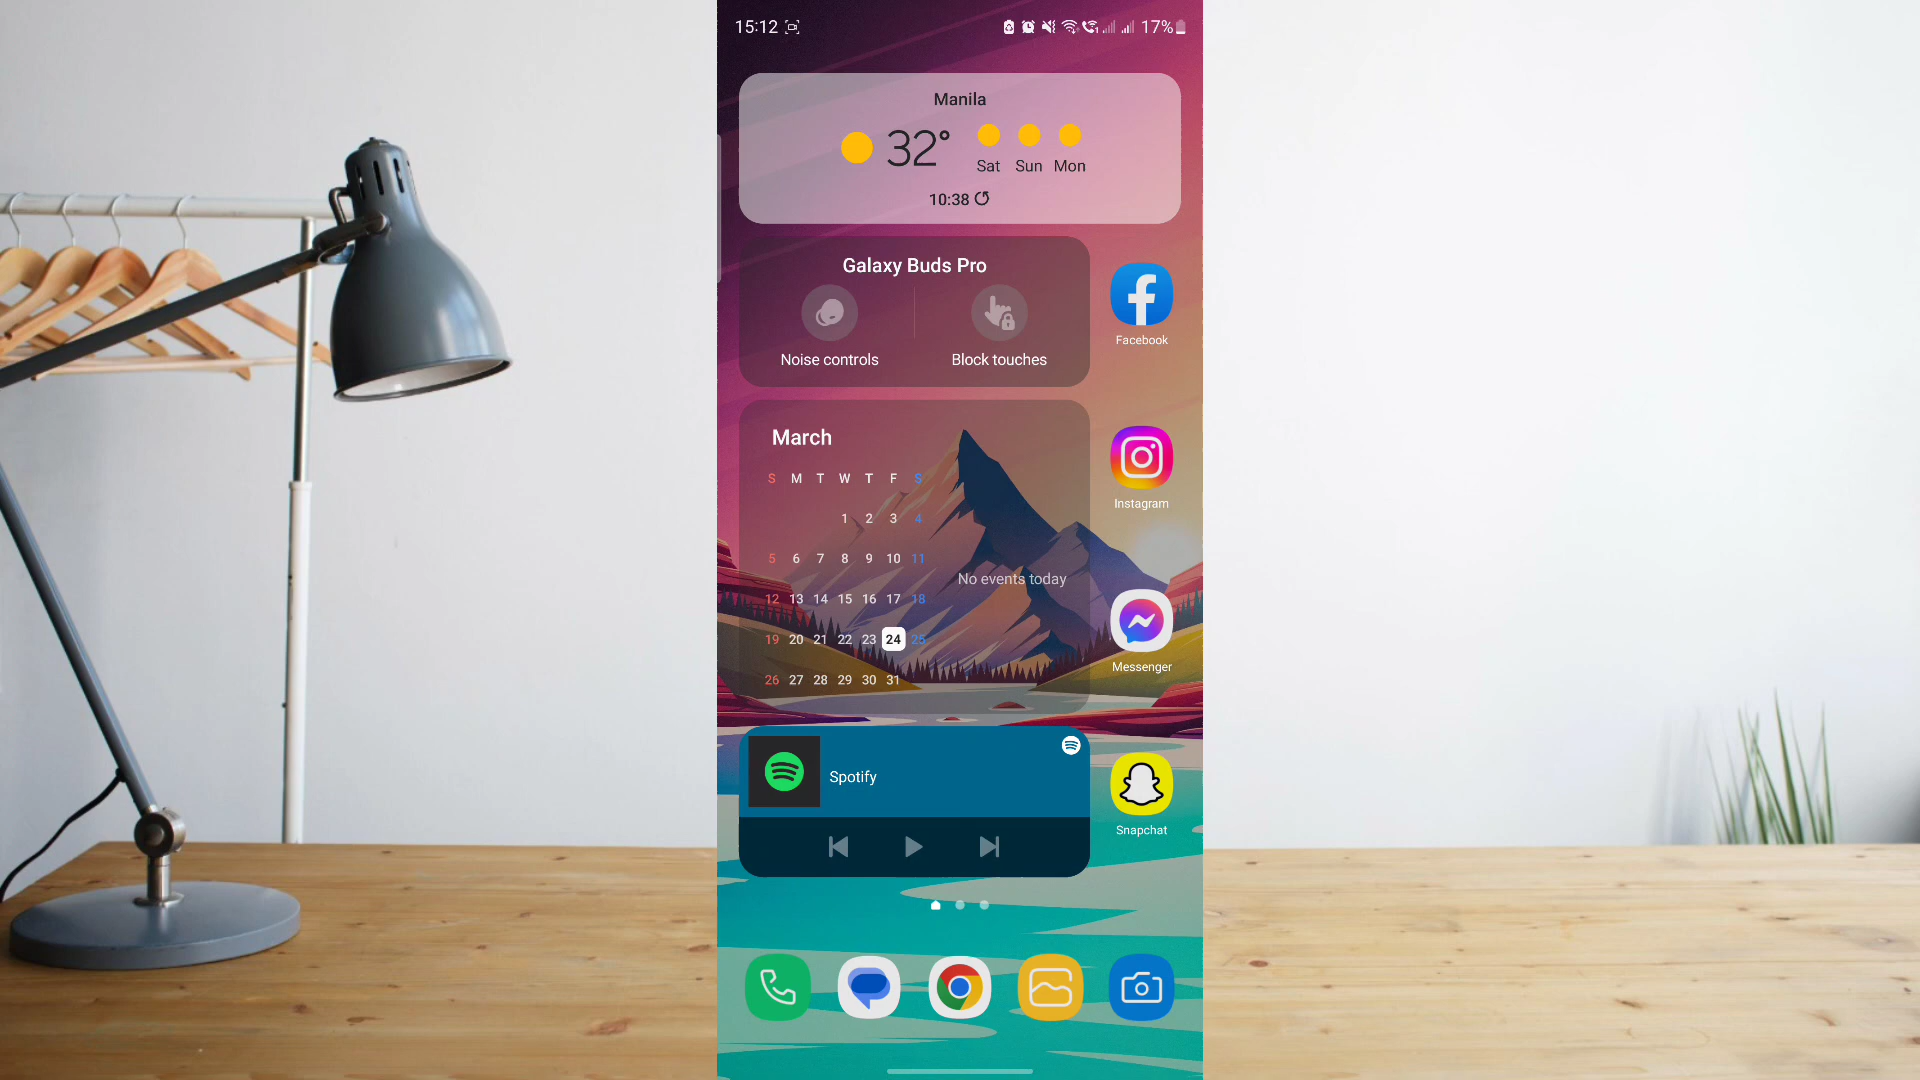 15:12
17%
Manila
32°
Sat Sun Mon
10:38
Galaxy Buds Pro
Noise controls
Block touches
Facebook
March
S M T W T F S
1 2 3 4
5 6 7 8 9 10 11
12 13 14 15 16 17 18
19 20 21 22 23 24 25
26 27 28 29 30 31
No events today
Instagram
Messenger
Spotify
Snapchat